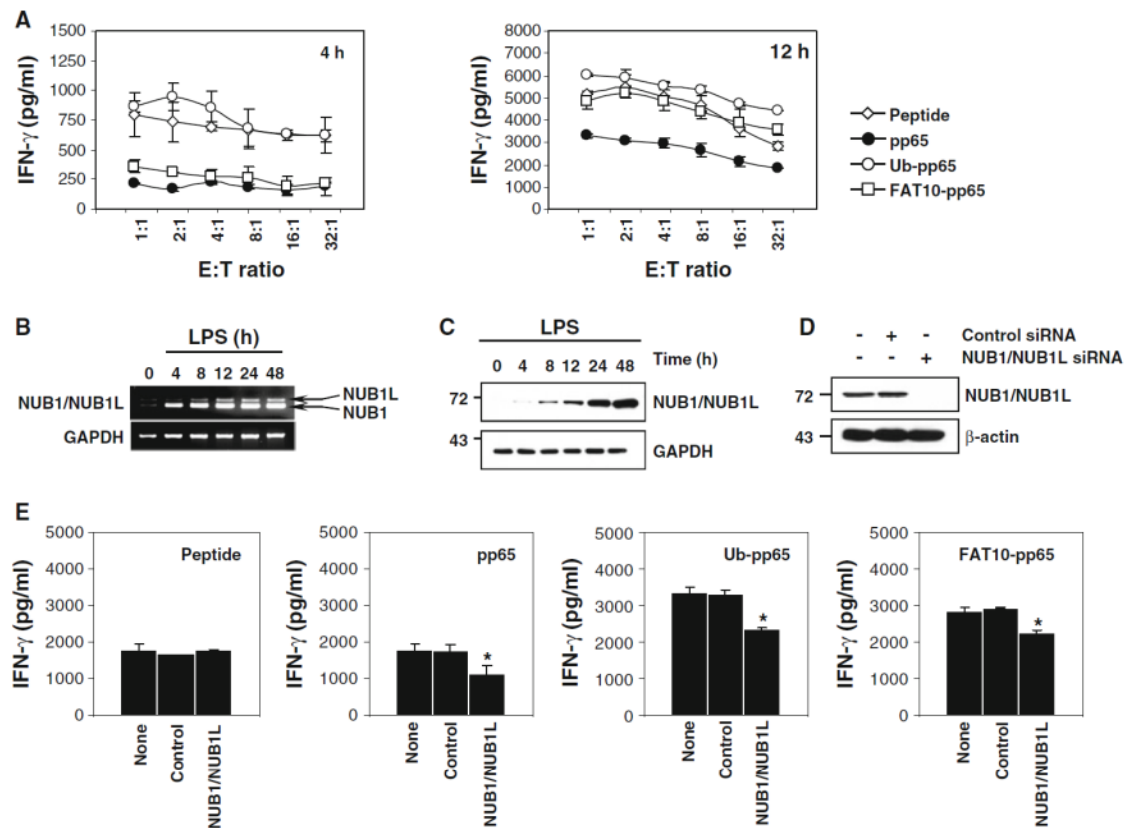 A
IFN-γ (pg/ml)
1500
1250
1000
750
500
250
0
4 h
1:1
2:1
4:1
8:1
16:1
32:1
E:T ratio
IFN-γ (pg/ml)
8000
7000
6000
5000
4000
3000
2000
1000
0
12 h
1:1
2:1
4:1
8:1
16:1
32:1
E:T ratio
Peptide
pp65
Ub-pp65
FAT10-pp65
B
LPS (h)
0 4 8 12 24 48
NUB1/NUB1L
NUB1L
NUB1
GAPDH
C
LPS
0 4 8 12 24 48 Time (h)
72
NUB1/NUB1L
43
GAPDH
D
- + - Control siRNA
- - + NUB1/NUB1L siRNA
72
NUB1/NUB1L
43
β-actin
E
IFN-γ (pg/ml)
5000
4000
3000
2000
1000
0
Peptide
None
Control
NUB1/NUB1L
IFN-γ (pg/ml)
5000
4000
3000
2000
1000
0
pp65
*
None
Control
NUB1/NUB1L
IFN-γ (pg/ml)
5000
4000
3000
2000
1000
0
Ub-pp65
*
None
Control
NUB1/NUB1L
IFN-γ (pg/ml)
5000
4000
3000
2000
1000
0
FAT10-pp65
*
None
Control
NUB1/NUB1L